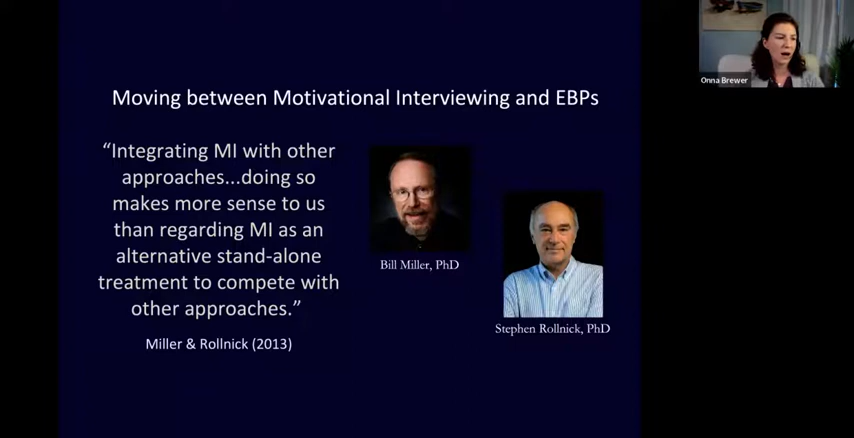 Onna Brewer
Moving between Motivational Interviewing and EBPs
“Integrating MI with other
approaches...doing so
makes more sense to us
than regarding MI as an
alternative stand-alone
treatment to compete with
other approaches.”
Miller & Rollnick (2013)
Bill Miller, PhD
Stephen Rollnick, PhD